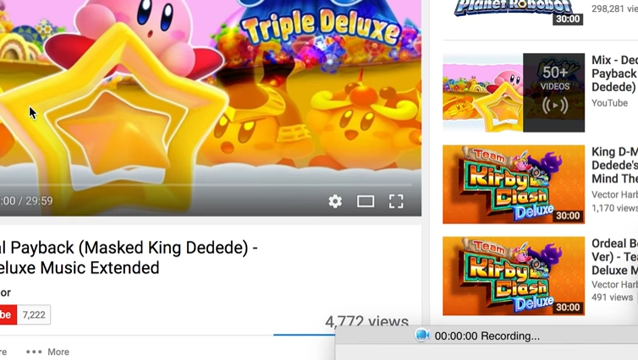 Triple Deluxe
:00 / 29:59
al Payback (Masked King Dedede) -
eluxe Music Extended
or
be 7,222
4,772 views
re ••• More
Planet Robobot
30:00
298,281 views
50+
VIDEOS
Mix - Ded
Payback
Dedede)
YouTube
Team
Kirby
Clash
Deluxe
30:00
King D-M
Dedede's
Mind The
Vector Har
1,170 views
Team
Kirby
Clash
Deluxe
30:00
Ordeal Bo
Ver) - Tea
Deluxe M
Vector Harb
491 views
00:00:00 Recording...